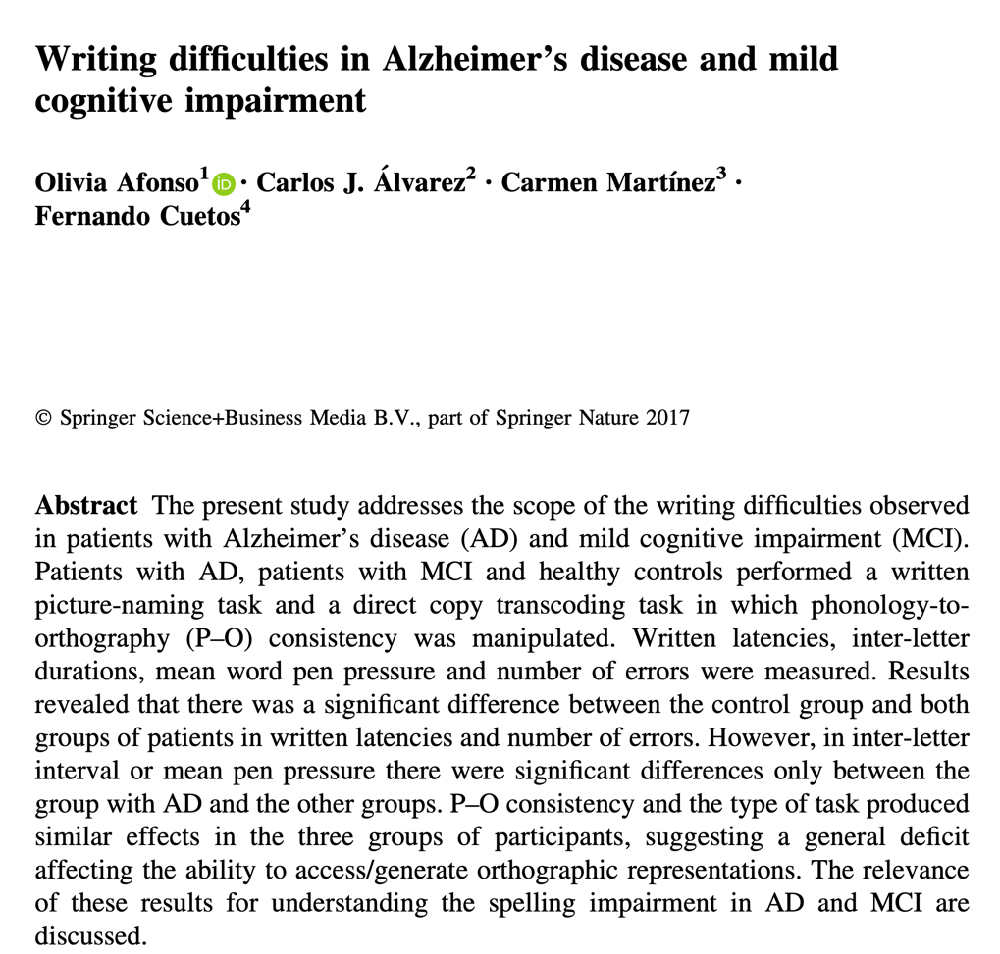 Writing difficulties in Alzheimer’s disease and mild
cognitive impairment
Olivia Afonso1 iD · Carlos J. Álvarez2 · Carmen Martínez3 ·
Fernando Cuetos4
© Springer Science+Business Media B.V., part of Springer Nature 2017
Abstract The present study addresses the scope of the writing difficulties observed
in patients with Alzheimer’s disease (AD) and mild cognitive impairment (MCI).
Patients with AD, patients with MCI and healthy controls performed a written
picture-naming task and a direct copy transcoding task in which phonology-to-
orthography (P–O) consistency was manipulated. Written latencies, inter-letter
durations, mean word pen pressure and number of errors were measured. Results
revealed that there was a significant difference between the control group and both
groups of patients in written latencies and number of errors. However, in inter-letter
interval or mean pen pressure there were significant differences only between the
group with AD and the other groups. P–O consistency and the type of task produced
similar effects in the three groups of participants, suggesting a general deficit
affecting the ability to access/generate orthographic representations. The relevance
of these results for understanding the spelling impairment in AD and MCI are
discussed.